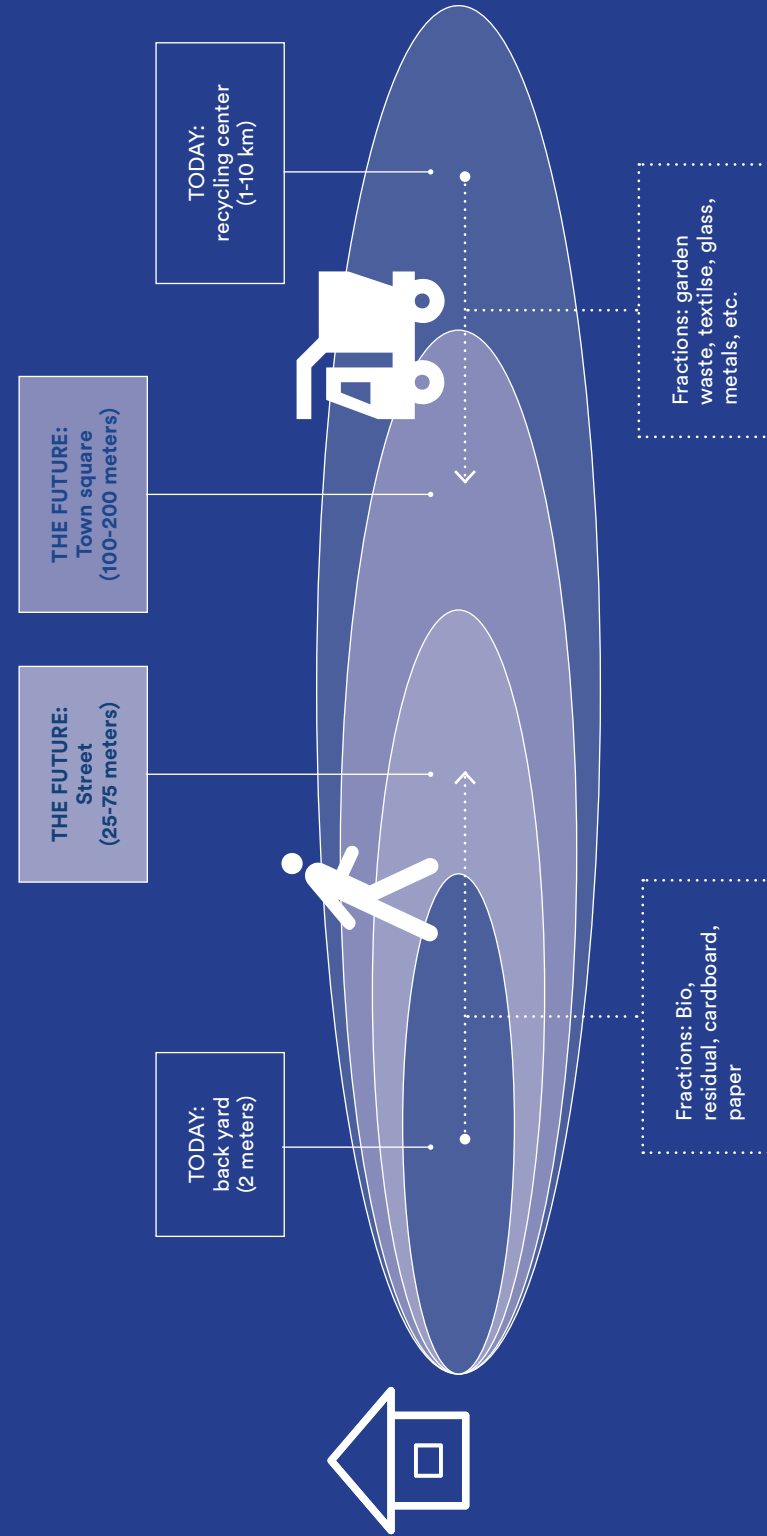 TODAY:
back yard
(2 meters)
THE FUTURE:
Street
(25-75 meters)
THE FUTURE:
Town square
(100-200 meters)
TODAY:
recycling center
(1-10 km)
Fractions: Bio,
residual, cardboard,
paper
Fractions: garden
waste, textilse, glass,
metals, etc.